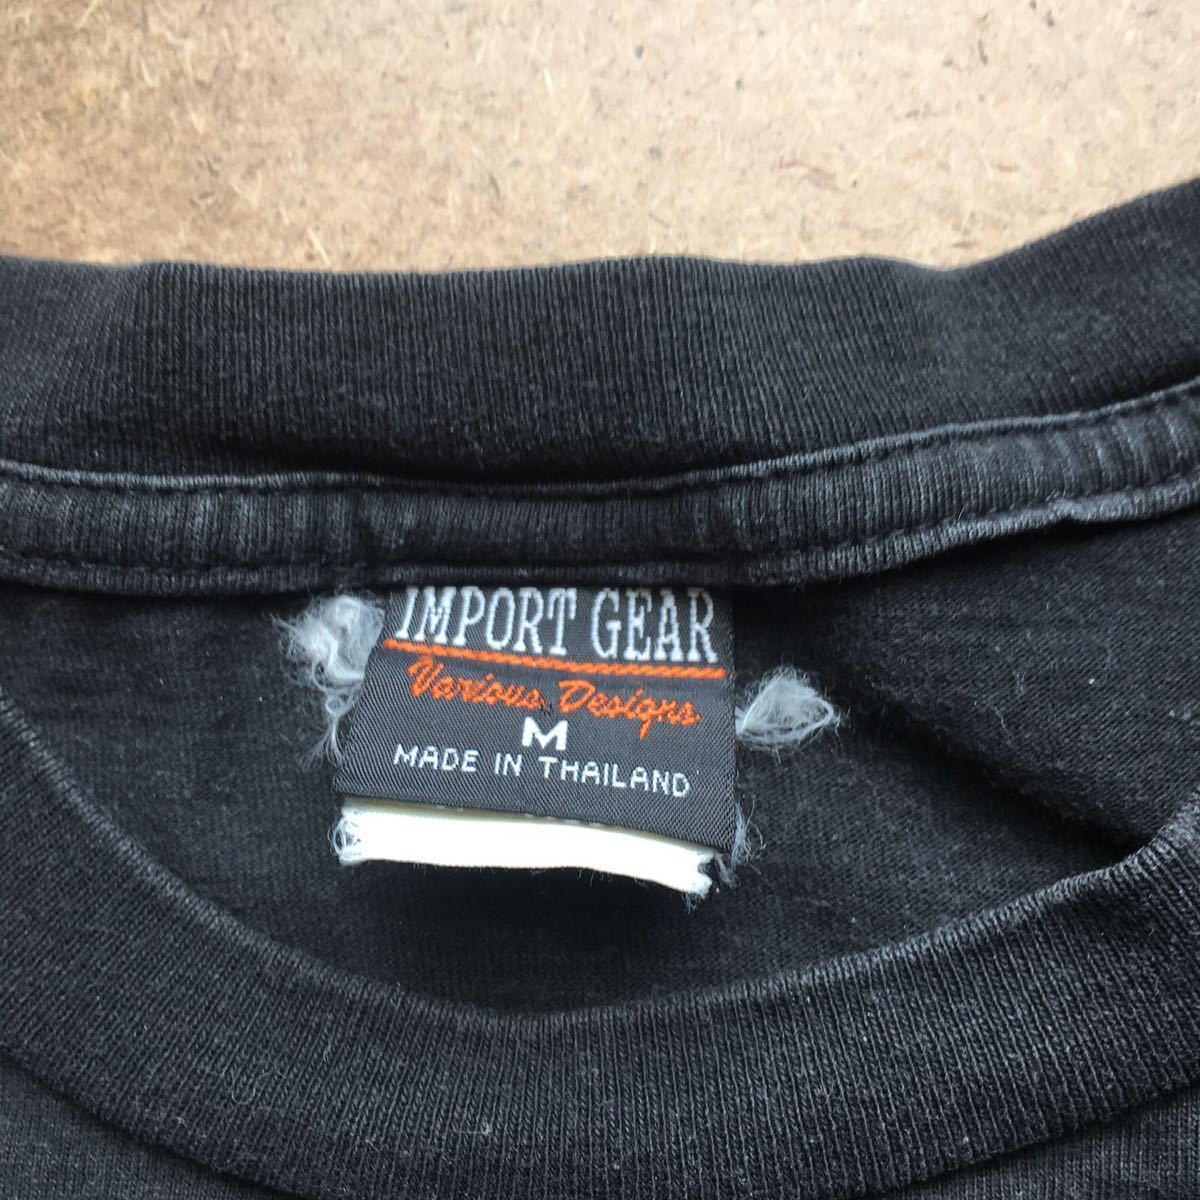 IMPORT GEAR
Various Designs
M
MADE IN THAILAND